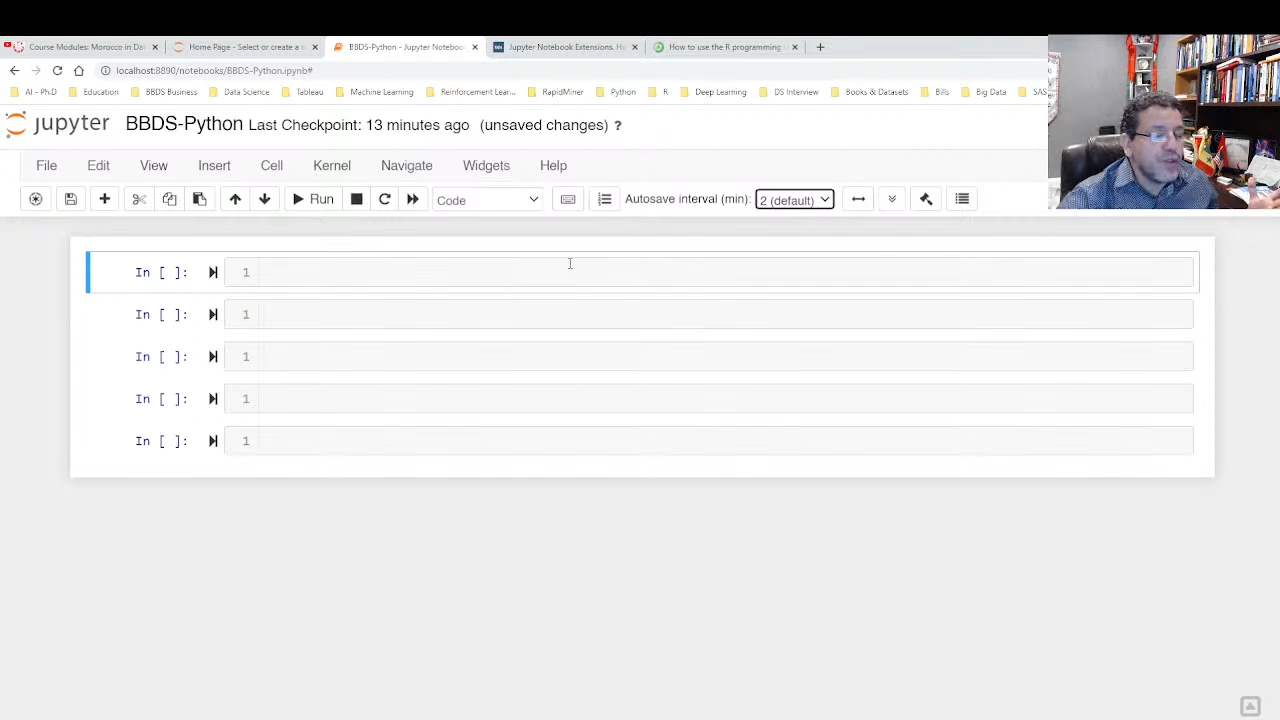 Course Modules: Morocco in Da
Home Page - Select or create a n
BBDS-Python - Jupyter Noteboo
Jupyter Notebook Extensions. He
How to use the R programming
localhost:8890/notebooks/BBDS-Python.ipynb#
AI - Ph.D Education BBDS Business Data Science Tableau Machine Learning Reinforcement Lear... RapidMiner Python R Deep Learning DS Interview Books & Datasets Bills Big Data SAS
jupyter BBDS-Python Last Checkpoint: 13 minutes ago (unsaved changes) ?
File Edit View Insert Cell Kernel Navigate Widgets Help
Run Code Autosave interval (min): 2 (default)
In [ ]: 1
In [ ]: 1
In [ ]: 1
In [ ]: 1
In [ ]: 1